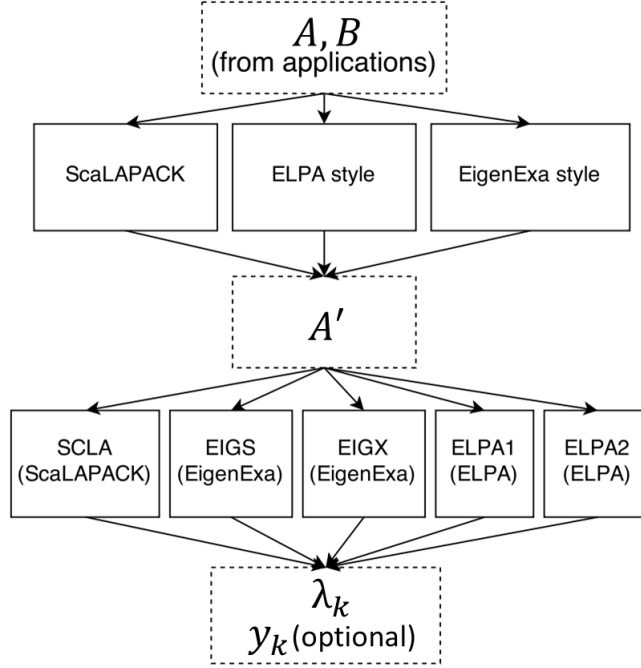 A, B
(from applications)
ScaLAPACK
ELPA style
EigenExa style
A′
SCLA
(ScaLAPACK)
EIGS
(EigenExa)
EIGX
(EigenExa)
ELPA1
(ELPA)
ELPA2
(ELPA)
λₖ
yₖ (optional)